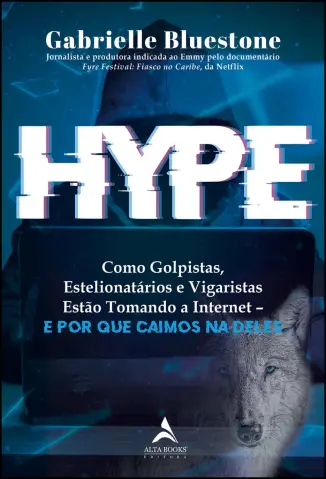 Gabrielle Bluestone
Jornalista e produtora indicada ao Emmy pelo documentário
Fyre Festival: Fiasco no Caribe, da Netflix
HYPE
Como Golpistas,
Estelionatários e Vigaristas
Estão Tomando a Internet –
E POR QUE CAIMOS NA DELES
ALTA BOOKS
EDITORA